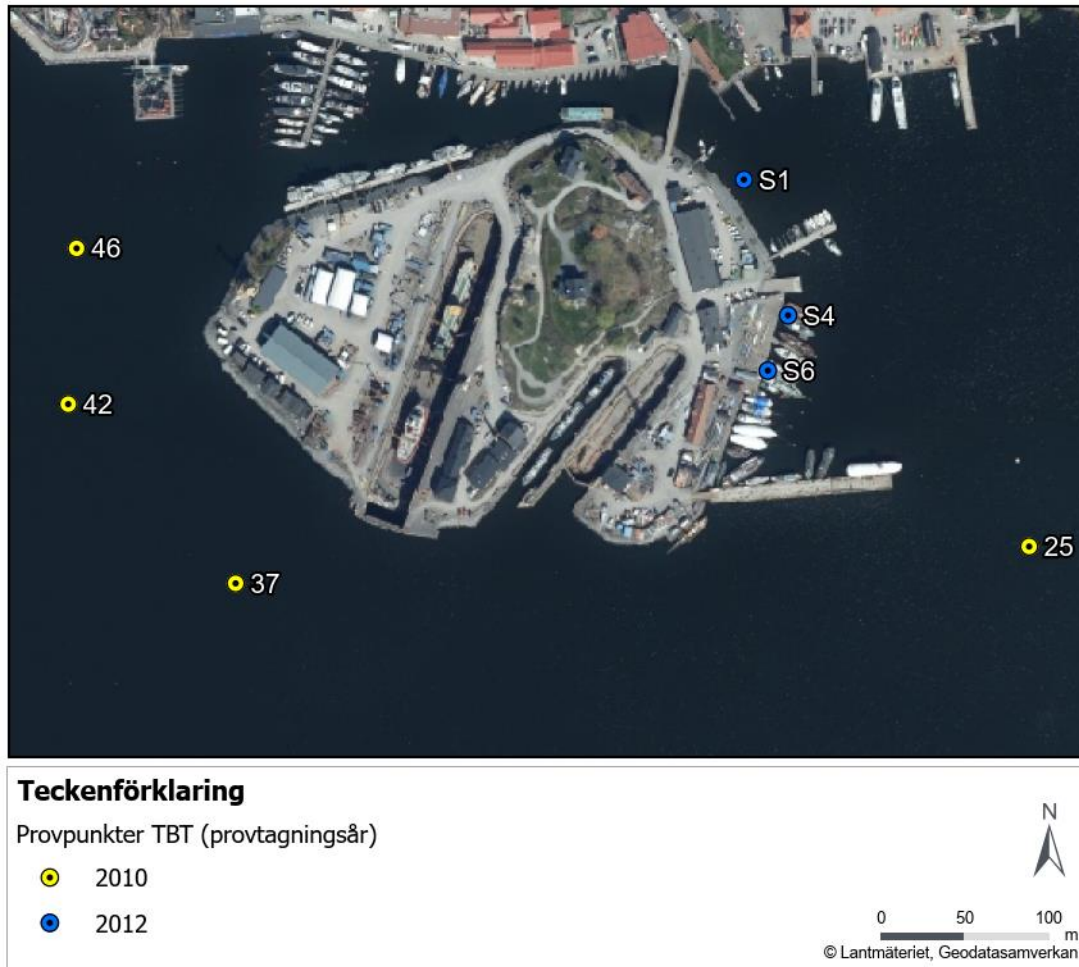 S1
46
S4
S6
42
25
37
Teckenförklaring
Provpunkter TBT (provtagningsår)
2010
2012
N
0 50 100
m
© Lantmäteriet, Geodatasamverkan